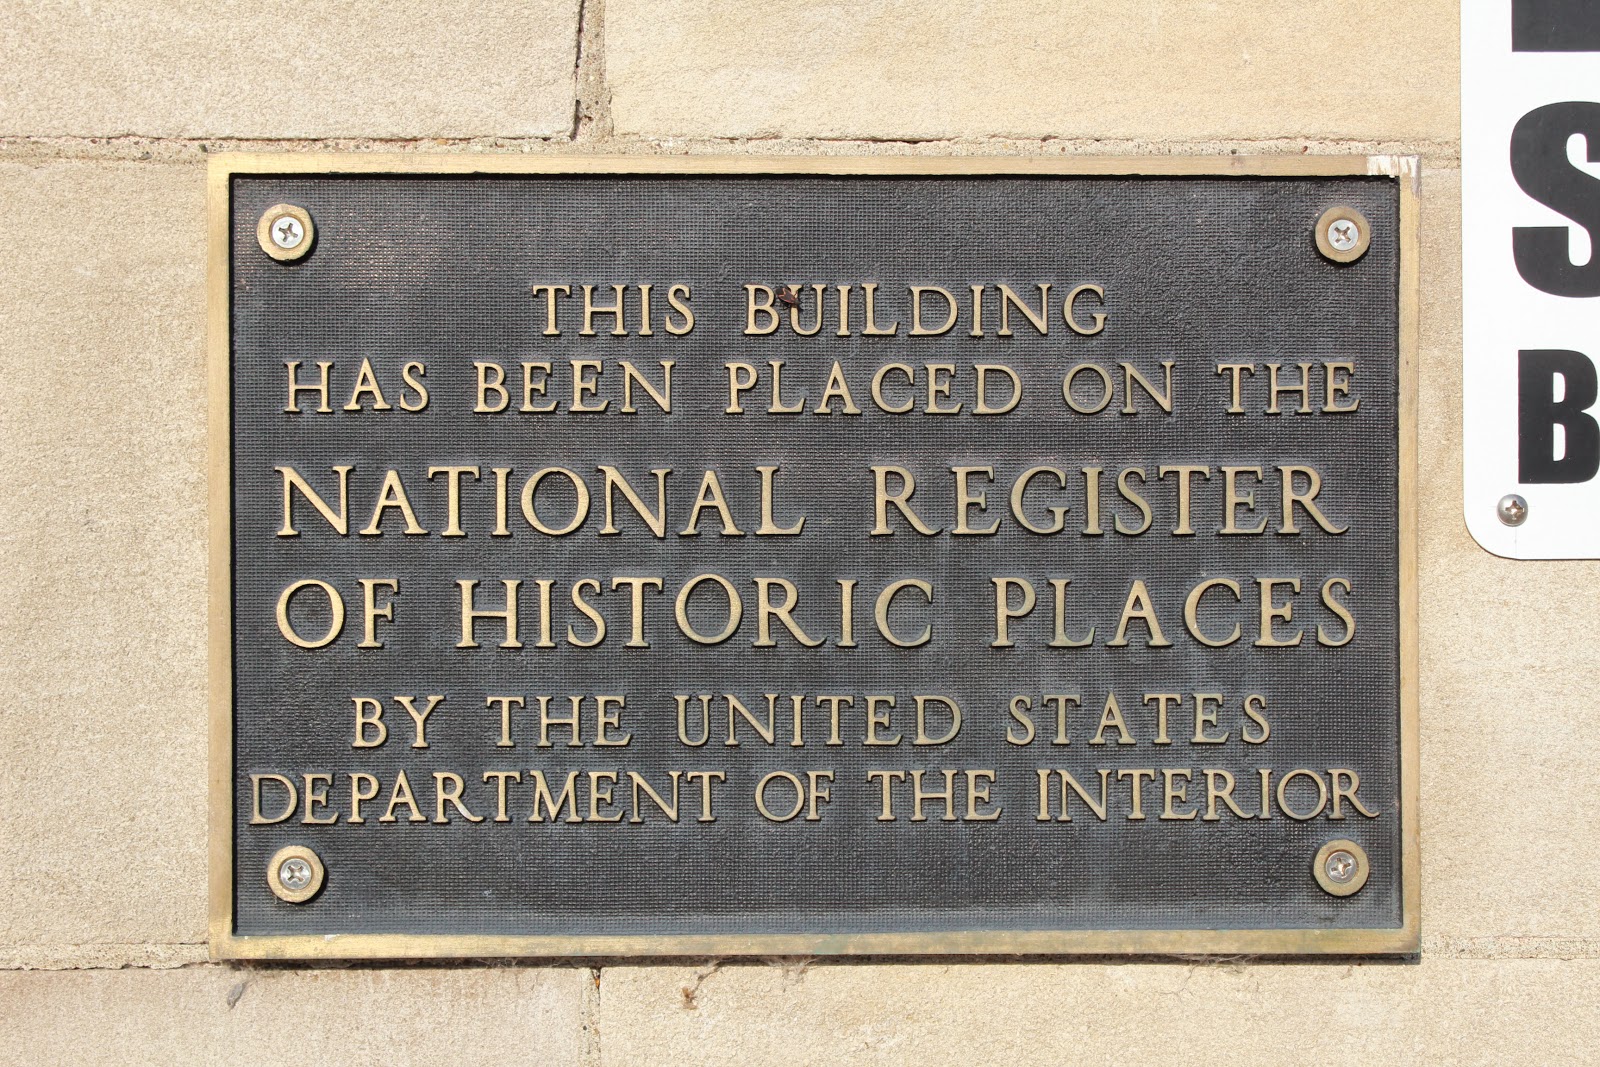 THIS BUILDING
HAS BEEN PLACED ON THE
NATIONAL REGISTER
OF HISTORIC PLACES
BY THE UNITED STATES
DEPARTMENT OF THE INTERIOR
S
B